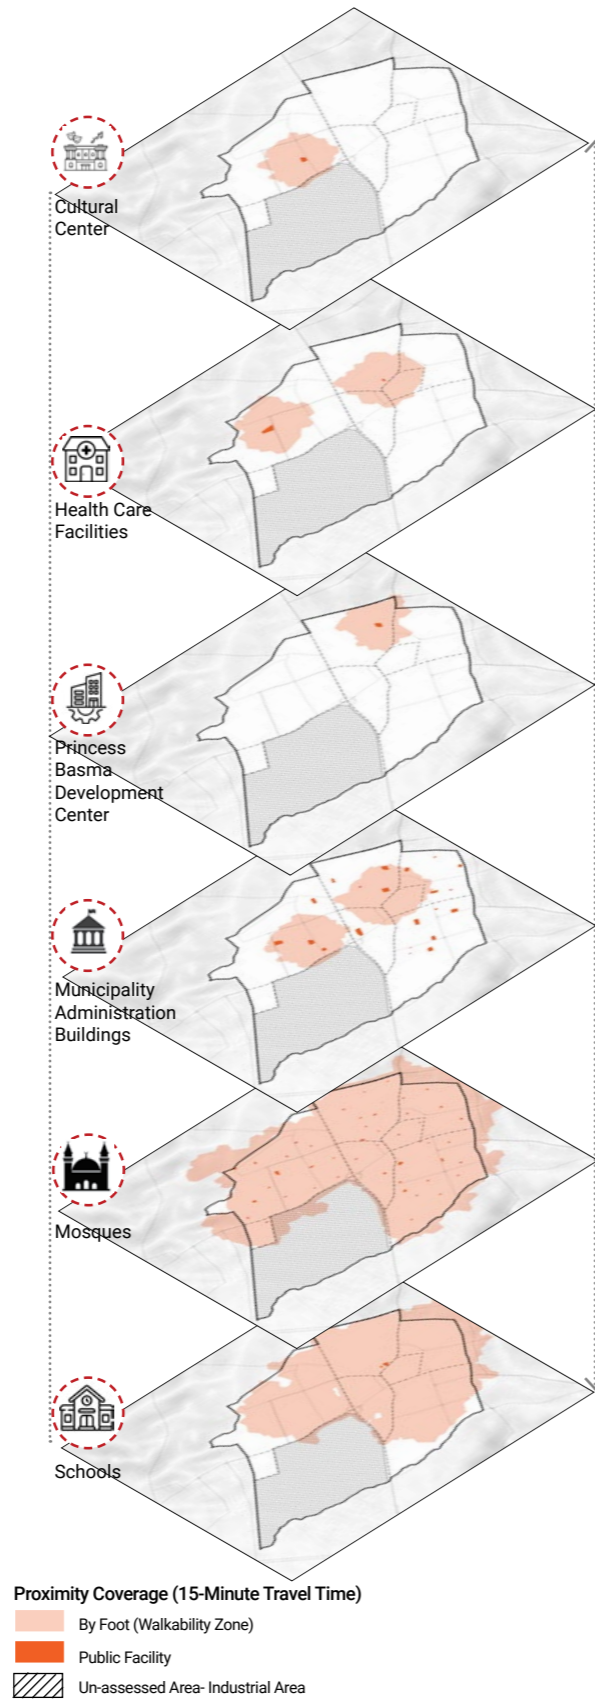 Cultural
Center
Health Care
Facilities
Princess
Basma
Development
Center
Municipality
Administration
Buildings
Mosques
Schools
Proximity Coverage (15-Minute Travel Time)
By Foot (Walkability Zone)
Public Facility
Un-assessed Area- Industrial Area